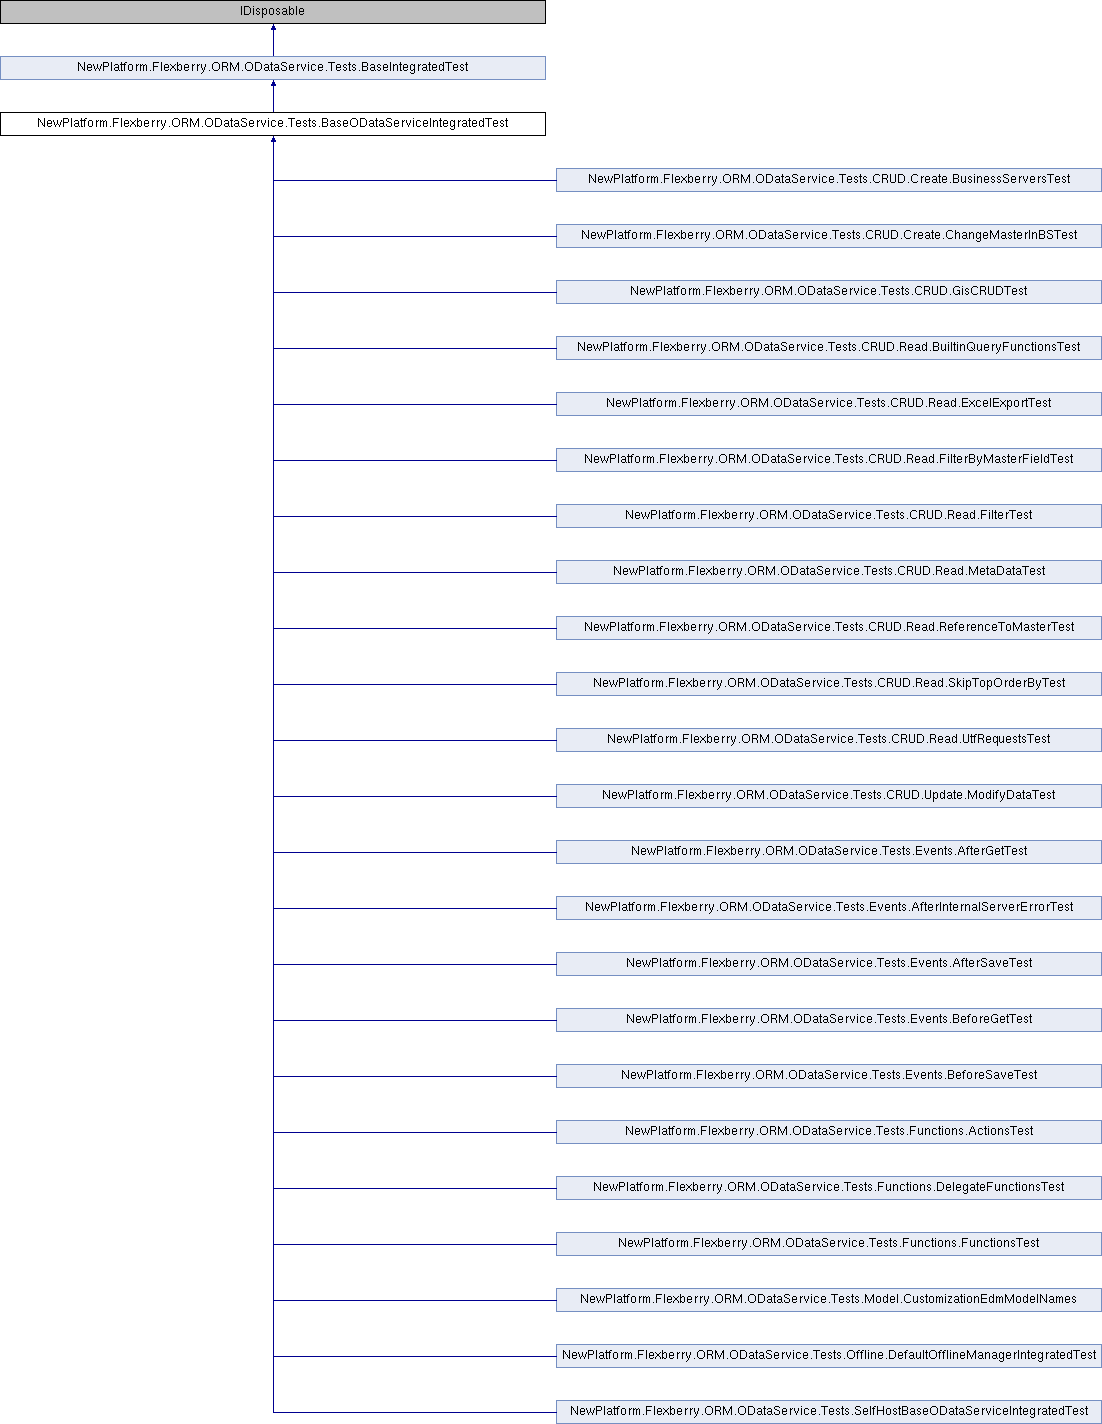 IDisposable
NewPlatform.Flexberry.ORM.ODataService.Tests.BaseIntegratedTest
NewPlatform.Flexberry.ORM.ODataService.Tests.BaseODataServiceIntegratedTest
NewPlatform.Flexberry.ORM.ODataService.Tests.CRUD.Create.BusinessServersTest
NewPlatform.Flexberry.ORM.ODataService.Tests.CRUD.Create.ChangeMasterInBSTest
NewPlatform.Flexberry.ORM.ODataService.Tests.CRUD.GisCRUDTest
NewPlatform.Flexberry.ORM.ODataService.Tests.CRUD.Read.BuiltinQueryFunctionsTest
NewPlatform.Flexberry.ORM.ODataService.Tests.CRUD.Read.ExcelExportTest
NewPlatform.Flexberry.ORM.ODataService.Tests.CRUD.Read.FilterByMasterFieldTest
NewPlatform.Flexberry.ORM.ODataService.Tests.CRUD.Read.FilterTest
NewPlatform.Flexberry.ORM.ODataService.Tests.CRUD.Read.MetaDataTest
NewPlatform.Flexberry.ORM.ODataService.Tests.CRUD.Read.ReferenceToMasterTest
NewPlatform.Flexberry.ORM.ODataService.Tests.CRUD.Read.SkipTopOrderByTest
NewPlatform.Flexberry.ORM.ODataService.Tests.CRUD.Read.UtfRequestsTest
NewPlatform.Flexberry.ORM.ODataService.Tests.CRUD.Update.ModifyDataTest
NewPlatform.Flexberry.ORM.ODataService.Tests.Events.AfterGetTest
NewPlatform.Flexberry.ORM.ODataService.Tests.Events.AfterInternalServerErrorTest
NewPlatform.Flexberry.ORM.ODataService.Tests.Events.AfterSaveTest
NewPlatform.Flexberry.ORM.ODataService.Tests.Events.BeforeGetTest
NewPlatform.Flexberry.ORM.ODataService.Tests.Events.BeforeSaveTest
NewPlatform.Flexberry.ORM.ODataService.Tests.Functions.ActionsTest
NewPlatform.Flexberry.ORM.ODataService.Tests.Functions.DelegateFunctionsTest
NewPlatform.Flexberry.ORM.ODataService.Tests.Functions.FunctionsTest
NewPlatform.Flexberry.ORM.ODataService.Tests.Model.CustomizationEdmModelNames
NewPlatform.Flexberry.ORM.ODataService.Tests.Offline.DefaultOfflineManagerIntegratedTest
NewPlatform.Flexberry.ORM.ODataService.Tests.SelfHostBaseODataServiceIntegratedTest